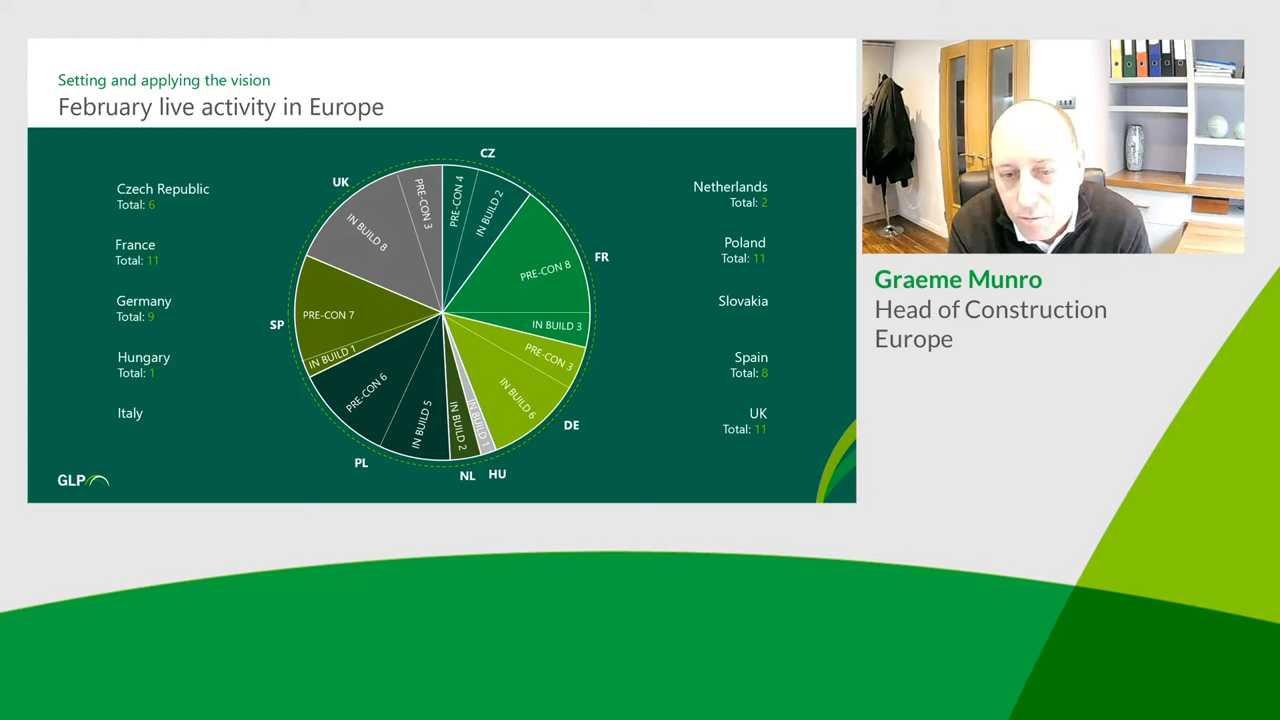 Setting and applying the vision
February live activity in Europe
Czech Republic
Total: 6
France
Total: 11
Germany
Total: 9
Hungary
Total: 1
Italy
CZ
PRE-CON 4
IN BUILD 2
FR
PRE-CON 8
IN BUILD 3
DE
PRE-CON 3
IN BUILD 6
HU
IN BUILD 1
NL
IN BUILD 2
PL
IN BUILD 5
PRE-CON 6
SP
IN BUILD 1
PRE-CON 7
UK
IN BUILD 8
PRE-CON 3
Netherlands
Total: 2
Poland
Total: 11
Slovakia
Spain
Total: 8
UK
Total: 11
GLP
Graeme Munro
Head of Construction
Europe